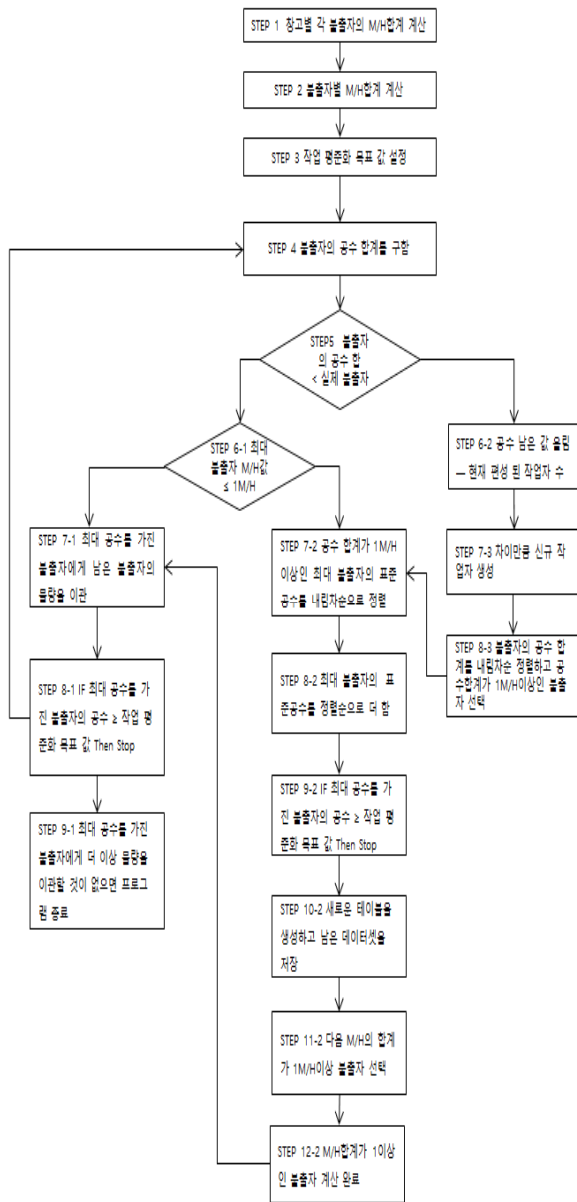 STEP 1 창고별 각 불출자의 M/H합계 계산
STEP 2 불출자별 M/H합계 계산
STEP 3 작업 평준화 목표 값 설정
STEP 4 불출자의 공수 합계를 구함
STEP5 불출자
의 공수 합
< 실제 불출자
STEP 6-1 최대
불출자 M/H값
≤ 1M/H
STEP 6-2 공수 남은 값 올림
— 현재 편성 된 작업자 수
STEP 7-1 최대 공수를 가진
불출자에게 남은 불출자의
물량을 이관
STEP 7-2 공수 합계가 1M/H
이상인 최대 불출자의 표준
공수를 내림차순으로 정렬
STEP 7-3 차이만큼 신규 작
업자 생성
STEP 8-1 IF 최대 공수를 가
진 불출자의 공수 ≥ 작업 평
준화 목표 값 Then Stop
STEP 8-2 최대 불출자의 표
준공수를 정렬순으로 더 함
STEP 8-3 불출자의 공수 합
계를 내림차순 정렬하고 공
수합계가 1M/H이상인 불출
자 선택
STEP 9-1 최대 공수를 가진
불출자에게 더 이상 물량을
이관할 것이 없으면 프로그
램 종료
STEP 9-2 IF 최대 공수를 가
진 불출자의 공수 ≥ 작업 평
준화 목표 값 Then Stop
STEP 10-2 새로운 테이블을
생성하고 남은 데이터셋을
저장
STEP 11-2 다음 M/H의 합계
가 1M/H이상 불출자 선택
STEP 12-2 M/H합계가 1이상
인 불출자 계산 완료